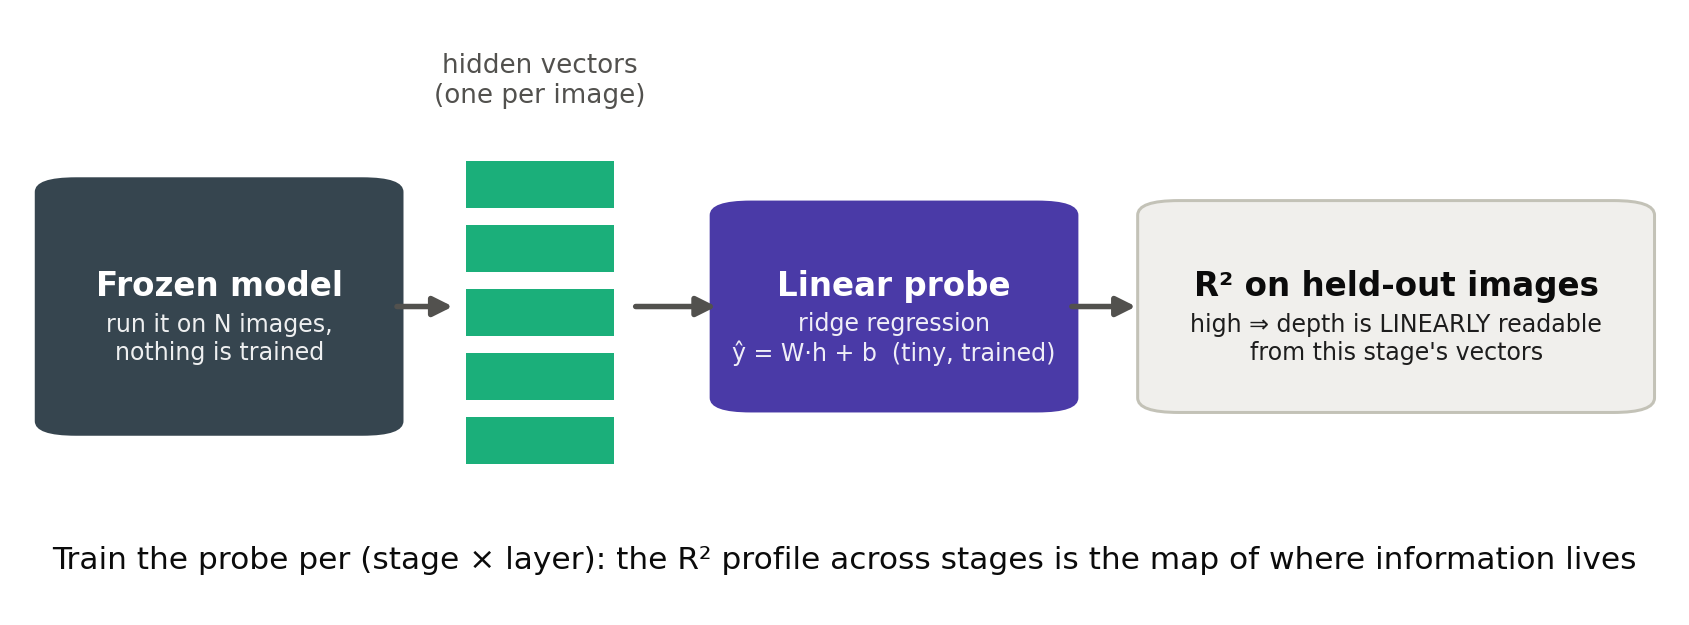 hidden vectors
(one per image)
Frozen model
run it on N images,
nothing is trained
Linear probe
ridge regression
ŷ = W·h + b  (tiny, trained)
R² on held-out images
high ⇒ depth is LINEARLY readable
from this stage's vectors
Train the probe per (stage × layer): the R² profile across stages is the map of where information lives